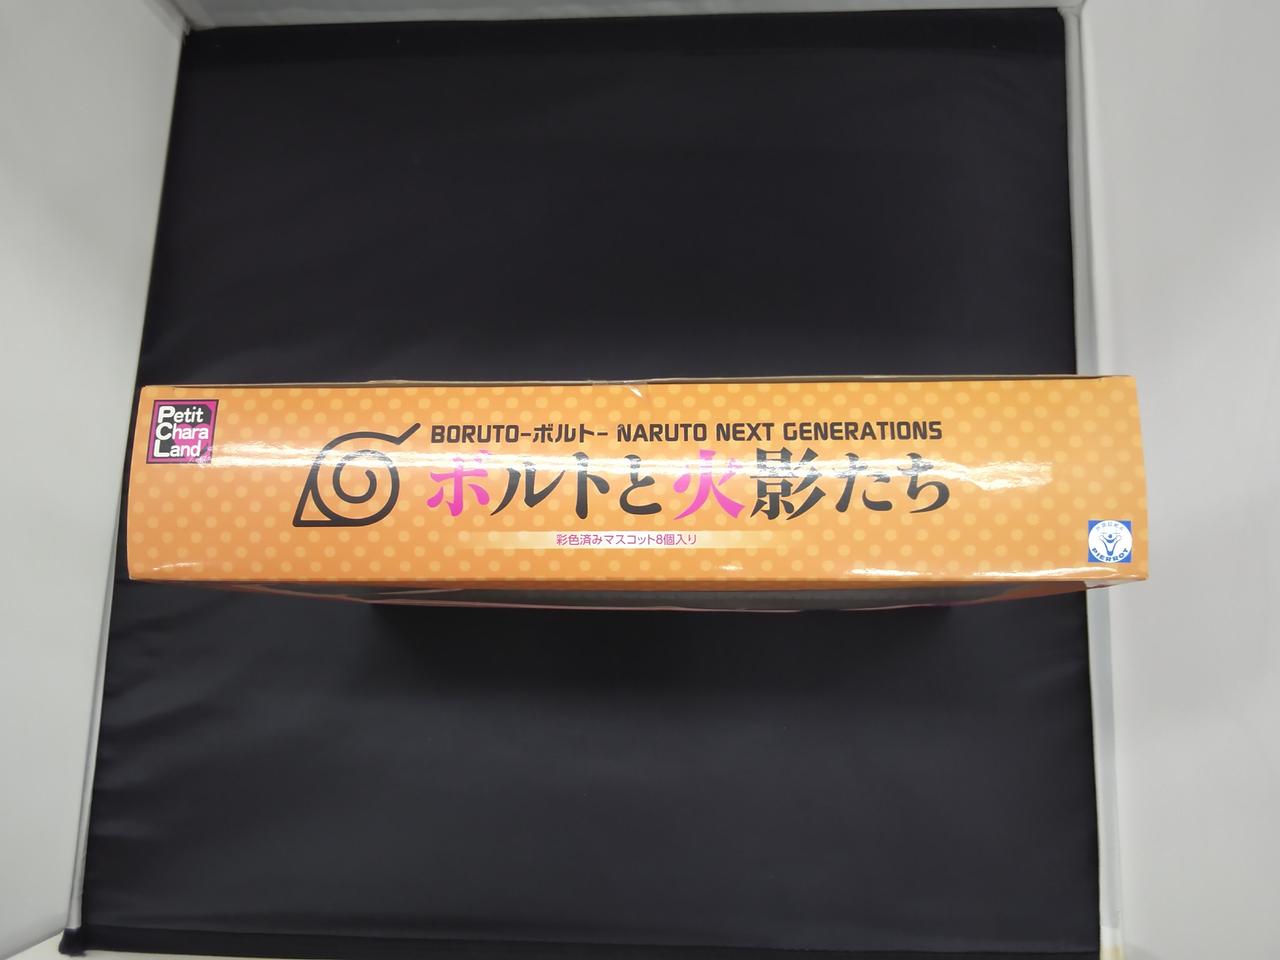 Petit
Chara
Land
BORUTO-ボルト- NARUTO NEXT GENERATIONS
ボルトと火影たち
彩色済みマスコット8個入り
PIERROT